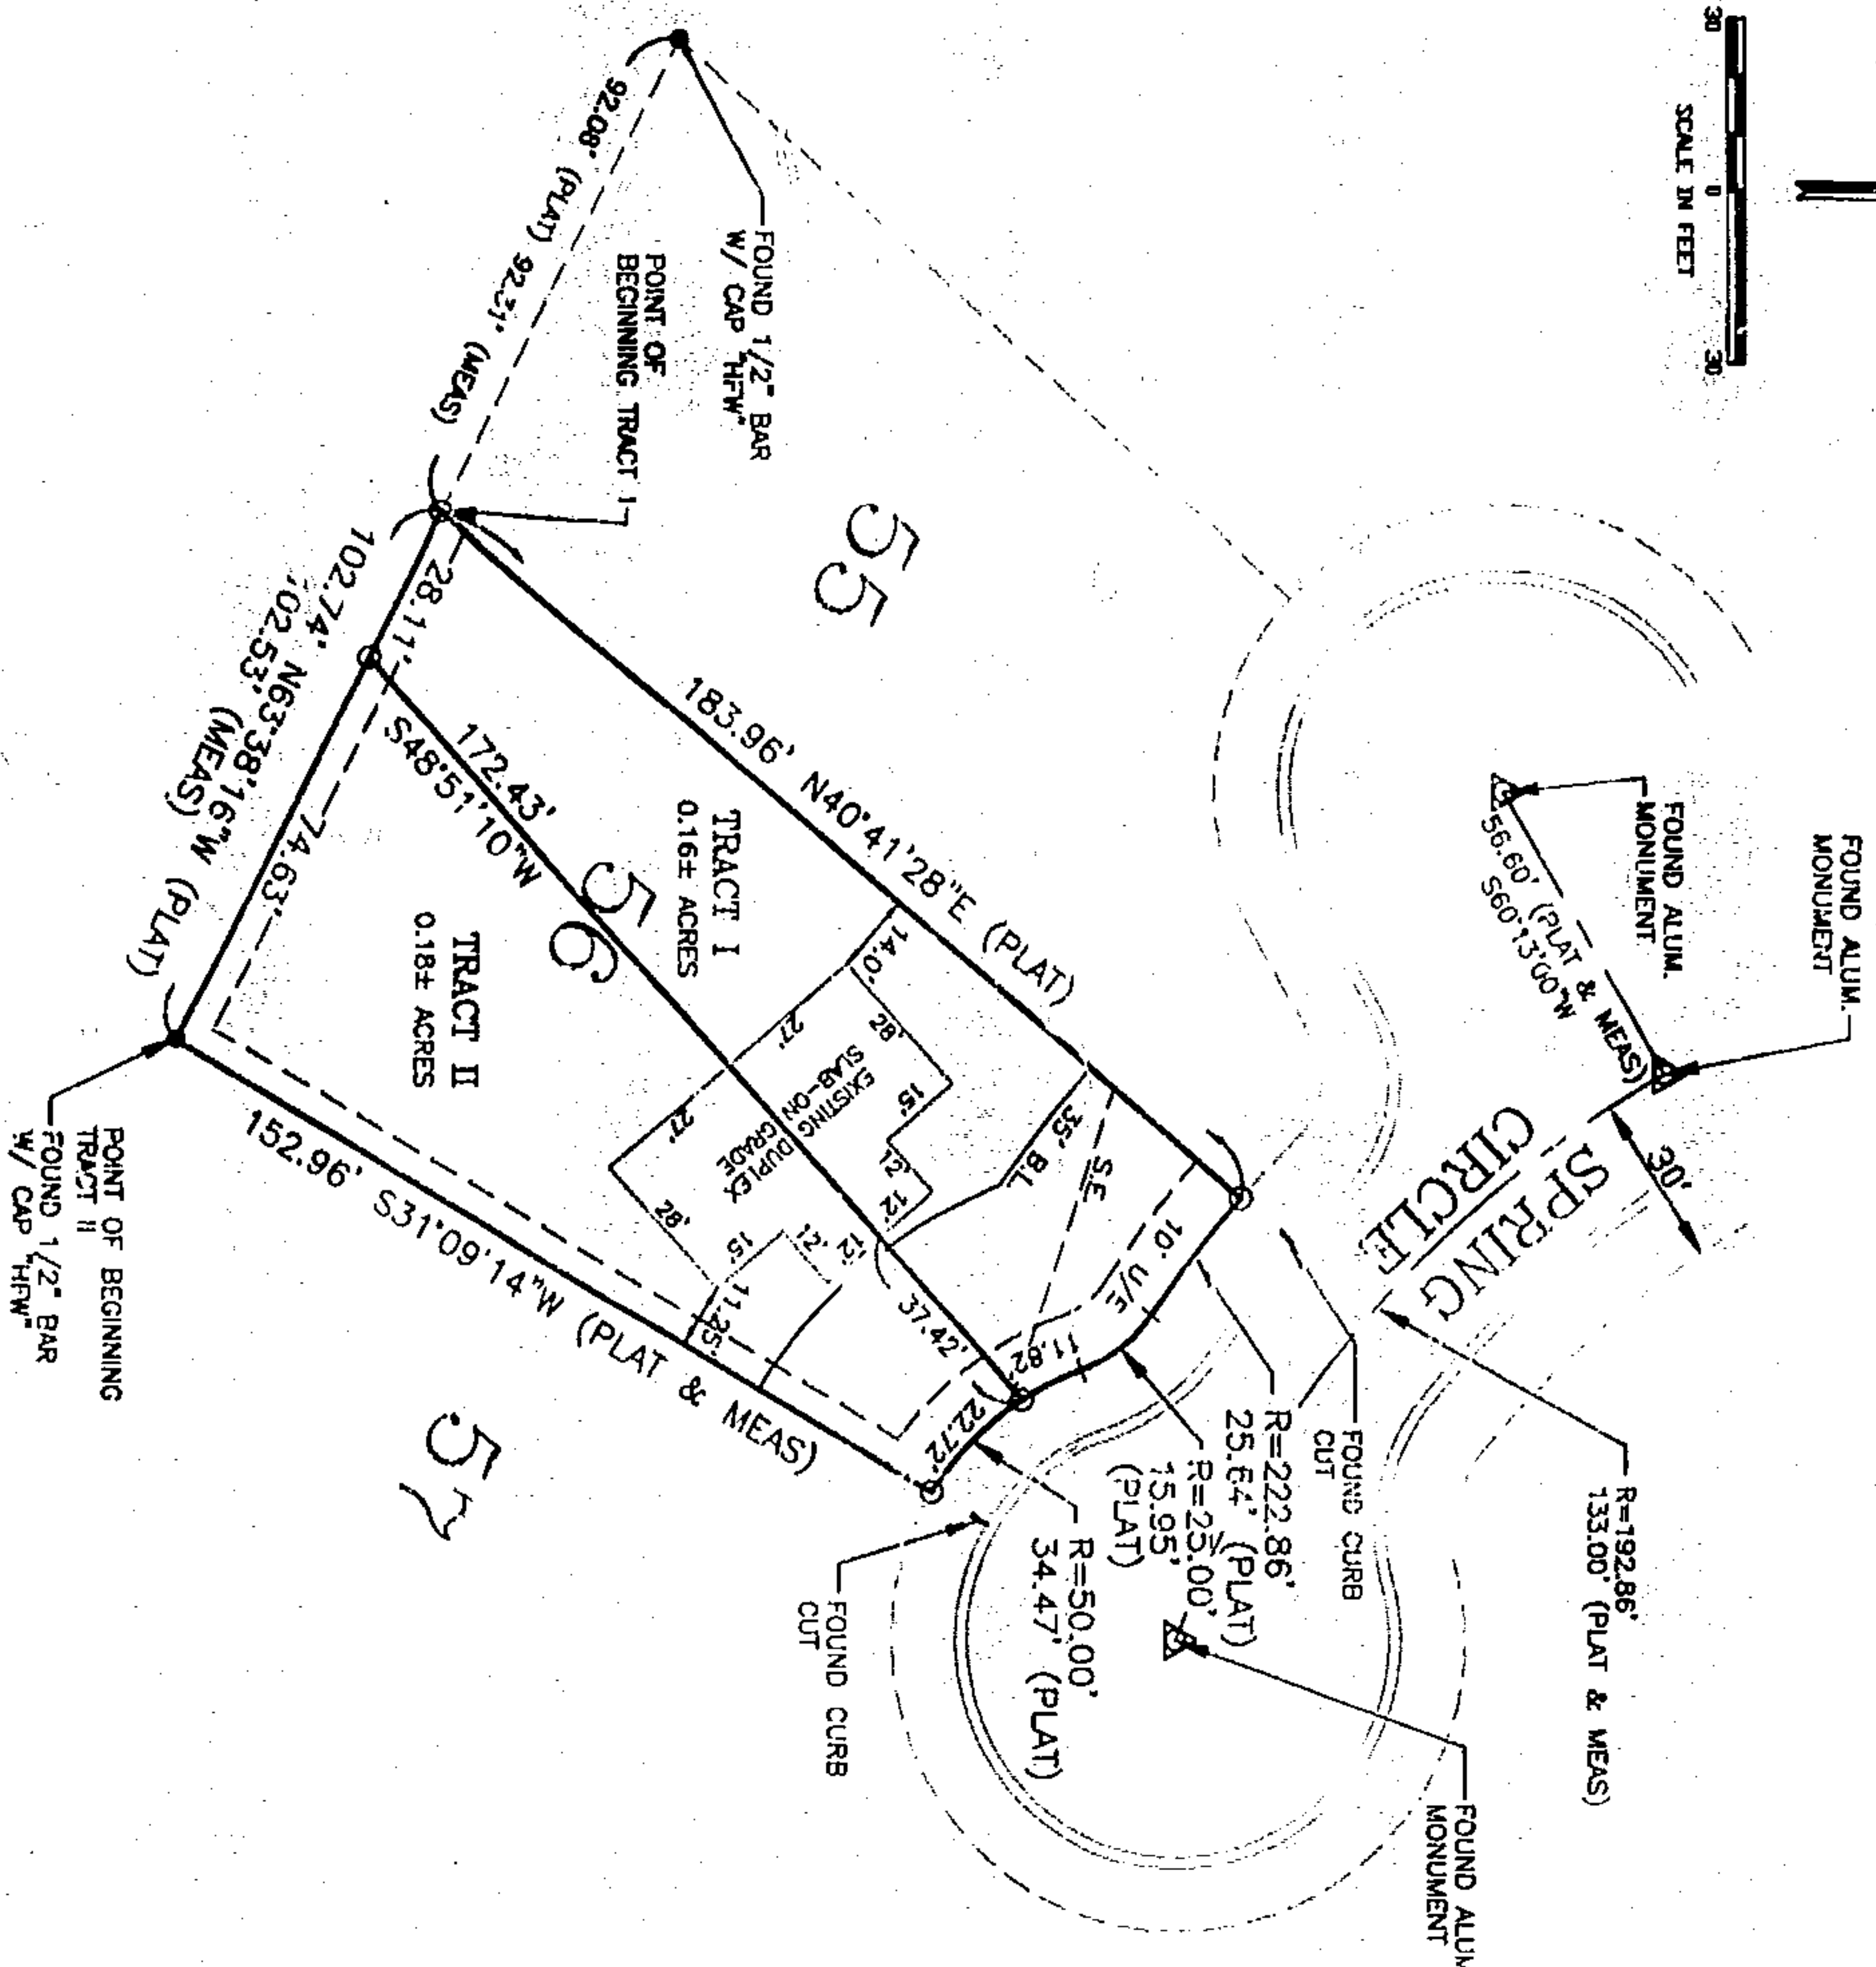 30 0 30
SCALE IN FEET
FOUND ALUM.
MONUMENT
FOUND ALUM.
MONUMENT
56.60' (PLAT & MEAS)
S60°13'00"W
30'
SPRING
CIRCLE
R=192.86'
133.00' (PLAT & MEAS)
FOUND ALUM
MONUMENT
FOUND CURB
CUT
R=222.86'
25.64' (PLAT)
R=25.00'
15.95'
(PLAT)
R=50.00'
34.47' (PLAT)
FOUND CURB
CUT
FOUND 1/2" BAR
W/ CAP "HFW"
92.08' (PLAT) 92.31' (MEAS)
POINT OF
BEGINNING TRACT I
55
183.96' N40°41'28"E (PLAT)
28.11'
102.74' N63°38'16"W (PLAT)
102.53' (MEAS)
74.63'
172.43'
S48°51'10"W
TRACT I
0.16± ACRES
56
TRACT II
0.18± ACRES
14.0'
28'
27'
15'
12'
12'
EXISTING DUPLEX
SLAB-ON GRADE
27'
28'
15'
12'
12'
11.25'
35' B.L
S.E
10' U/E
37.42'
11.82'
22.72'
152.96' S31°09'14"W (PLAT & MEAS)
57
POINT OF BEGINNING
TRACT II
FOUND 1/2" BAR
W/ CAP "HFW"